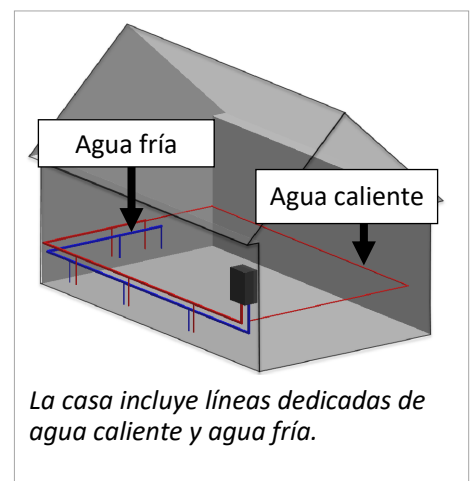 Agua fría
Agua caliente
La casa incluye líneas dedicadas de
agua caliente y agua fría.